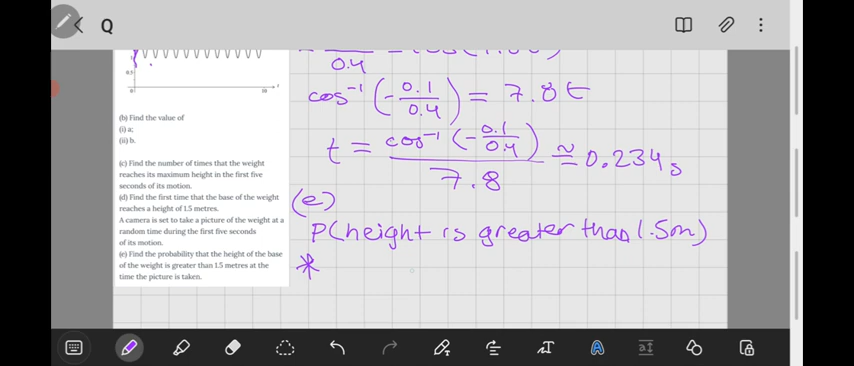 Q
0.4
0.5
0
10
t
(b) Find the value of
(i) a;
(ii) b.
(c) Find the number of times that the weight
reaches its maximum height in the first five
seconds of its motion.
(d) Find the first time that the base of the weight
reaches a height of 1.5 metres.
A camera is set to take a picture of the weight at a
random time during the first five seconds
of its motion.
(e) Find the probability that the height of the base
of the weight is greater than 1.5 metres at the
time the picture is taken.
cos⁻¹ (-0.1/0.4) = 7.8t
t = cos⁻¹ (-0.1/0.4) / 7.8 ≅ 0.234 s
(e)
P(height is greater than 1.5m)
*